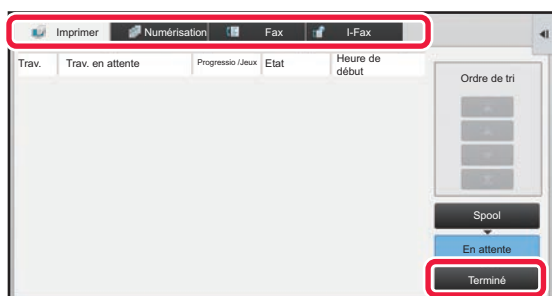 Imprimer Numérisation Fax I-Fax
Trav. Trav. en attente Progressio /Jeux Etat Heure de début
Ordre de tri
Spool
En attente
Terminé